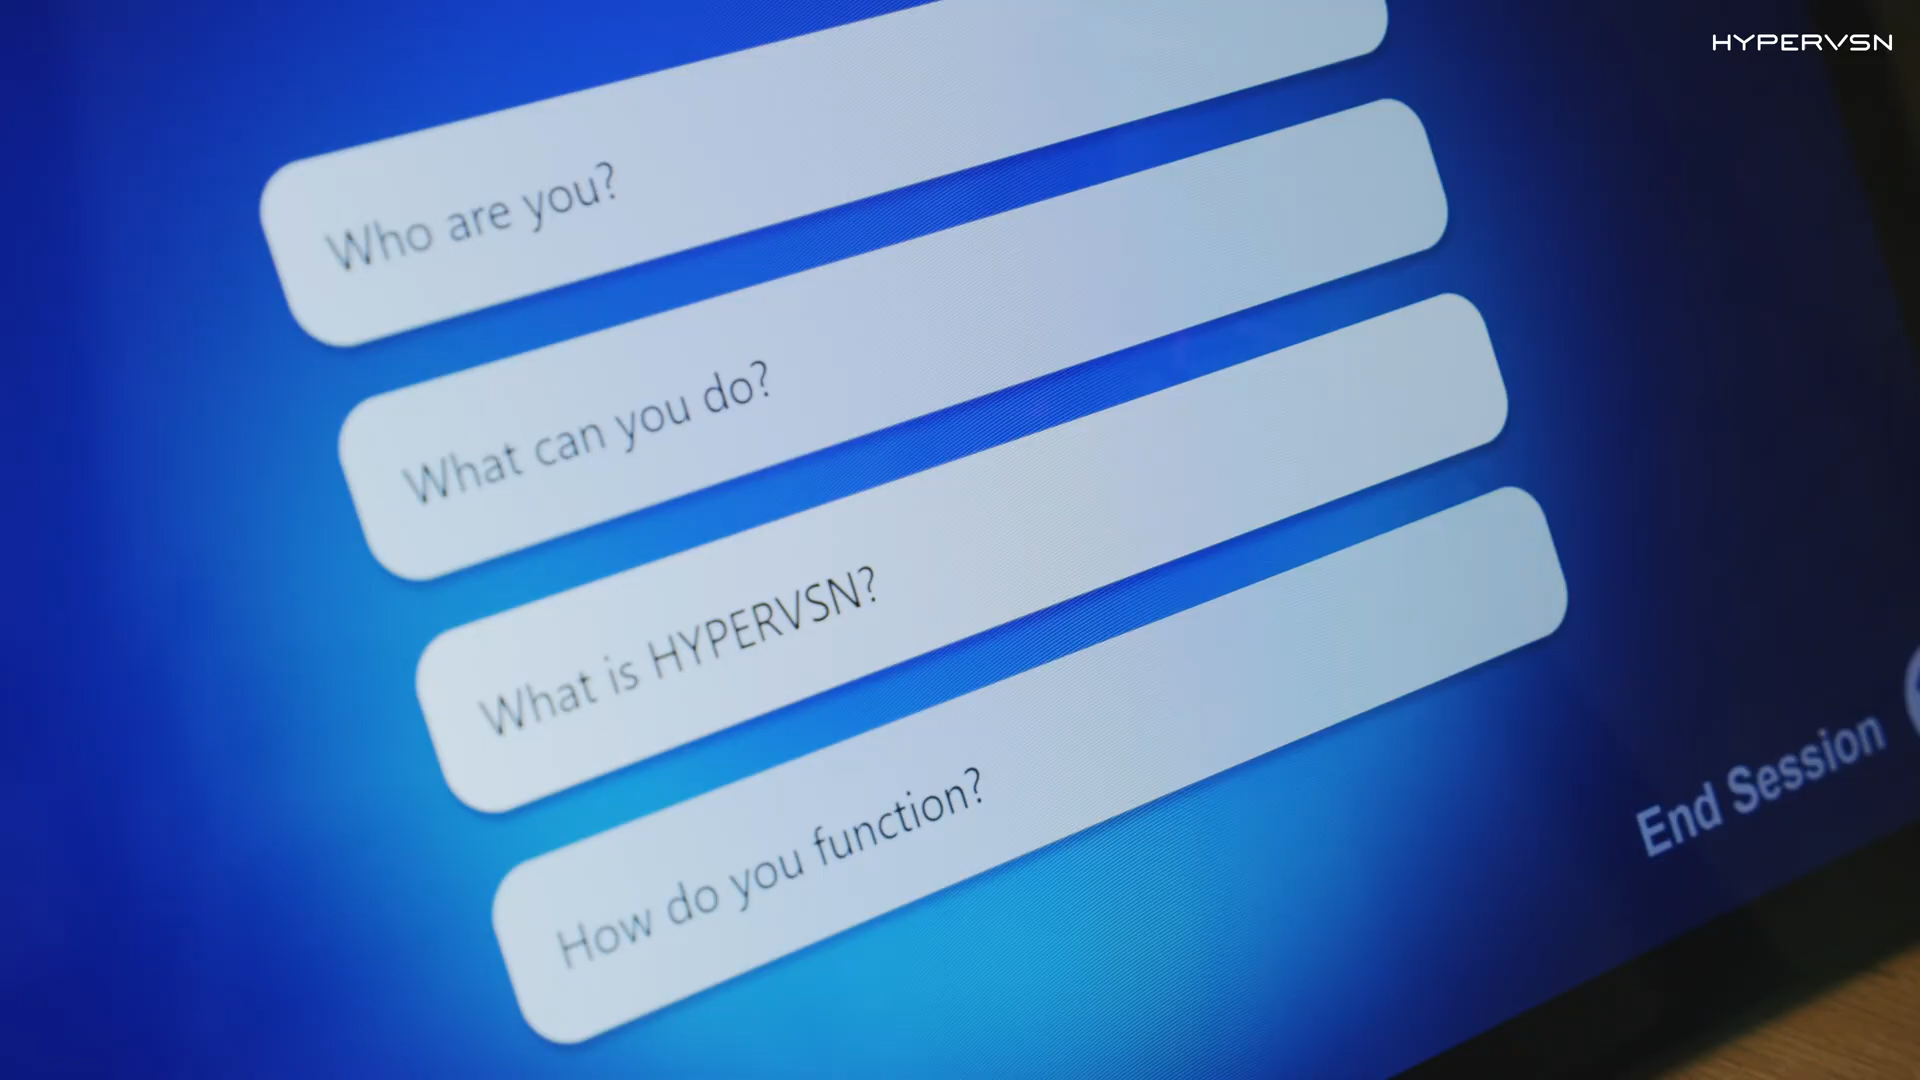 HYPERVSN
Who are you?
What can you do?
What is HYPERVSN?
How do you function?
End Session